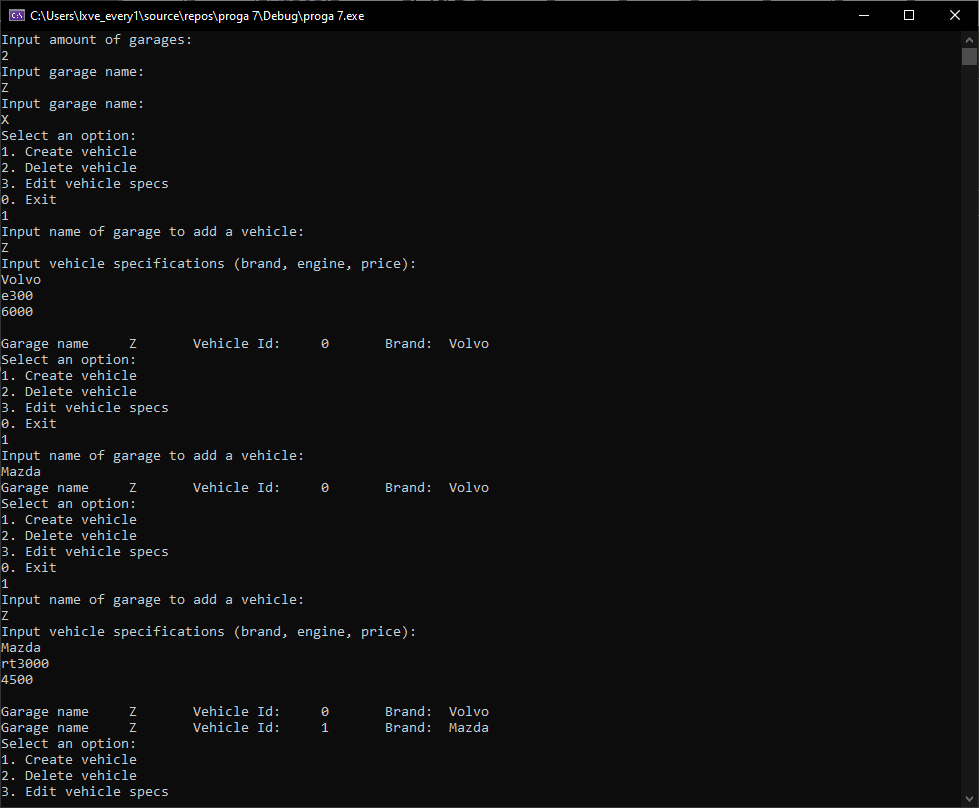 C:\Users\lxve_every1\source\repos\proga 7\Debug\proga 7.exe
Input amount of garages:
2
Input garage name:
Z
Input garage name:
X
Select an option:
1. Create vehicle
2. Delete vehicle
3. Edit vehicle specs
0. Exit
1
Input name of garage to add a vehicle:
Z
Input vehicle specifications (brand, engine, price):
Volvo
e300
6000
Garage name     Z       Vehicle Id:     0       Brand:  Volvo
Select an option:
1. Create vehicle
2. Delete vehicle
3. Edit vehicle specs
0. Exit
1
Input name of garage to add a vehicle:
Mazda
Garage name     Z       Vehicle Id:     0       Brand:  Volvo
Select an option:
1. Create vehicle
2. Delete vehicle
3. Edit vehicle specs
0. Exit
1
Input name of garage to add a vehicle:
Z
Input vehicle specifications (brand, engine, price):
Mazda
rt3000
4500
Garage name     Z       Vehicle Id:     0       Brand:  Volvo
Garage name     Z       Vehicle Id:     1       Brand:  Mazda
Select an option:
1. Create vehicle
2. Delete vehicle
3. Edit vehicle specs